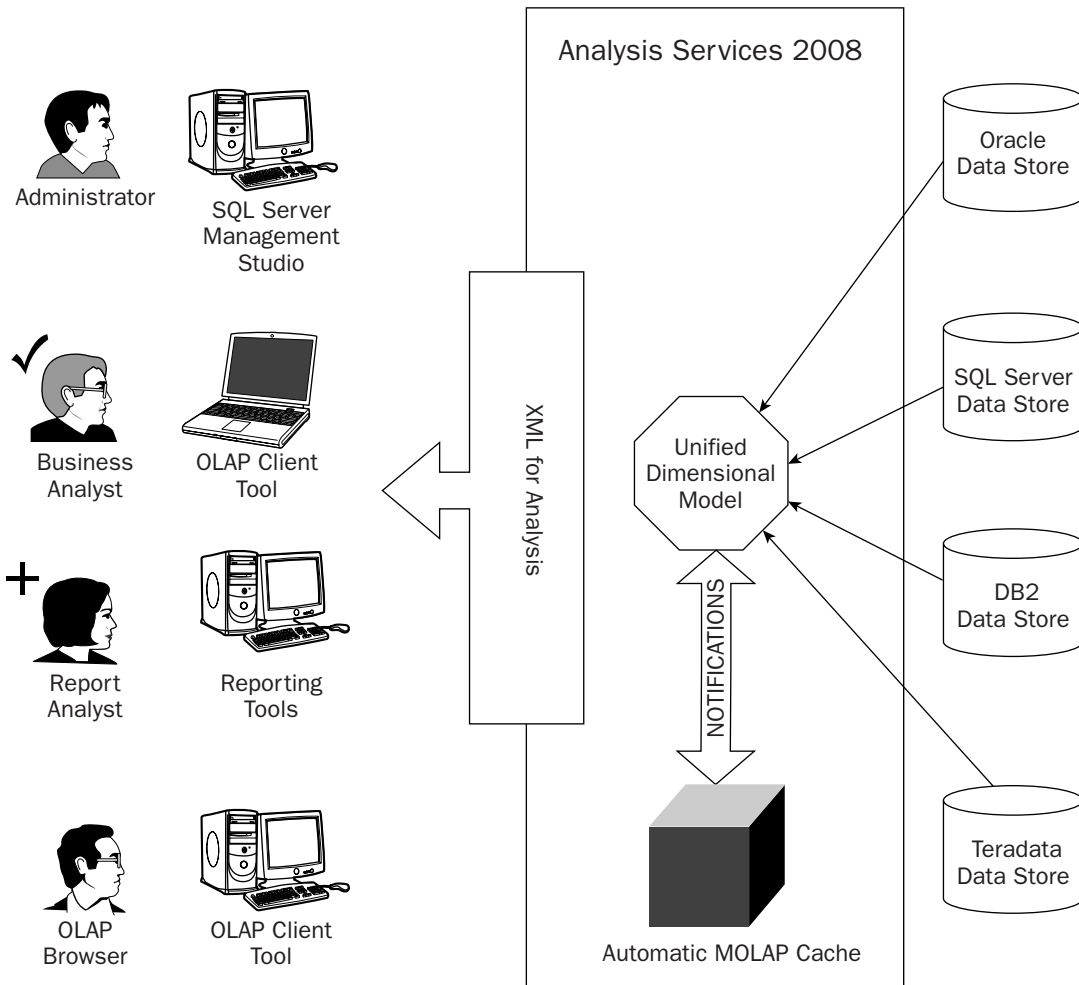 Analysis Services 2008
Administrator
SQL Server
Management
Studio
Business
Analyst
OLAP Client
Tool
Report
Analyst
Reporting
Tools
OLAP
Browser
OLAP Client
Tool
XML for Analysis
Unified
Dimensional
Model
NOTIFICATIONS
Automatic MOLAP Cache
Oracle
Data Store
SQL Server
Data Store
DB2
Data Store
Teradata
Data Store